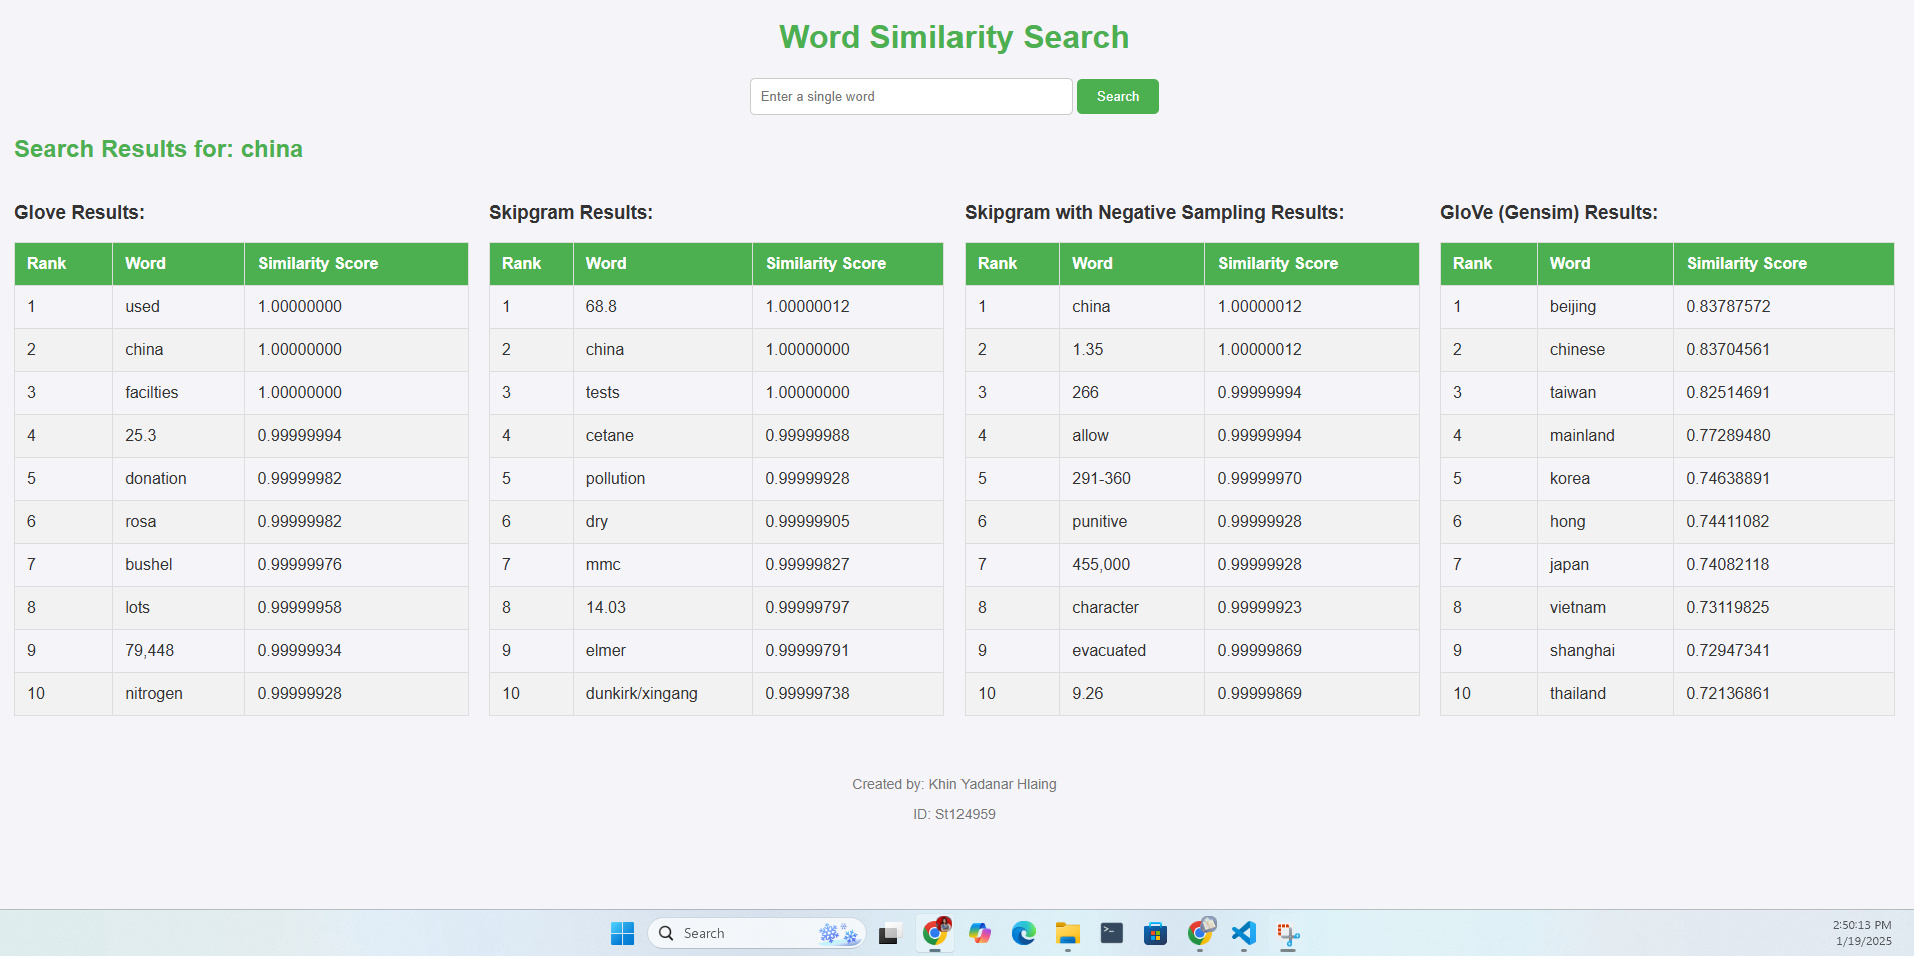 Word Similarity Search
Enter a single word Search
Search Results for: china
Glove Results:
Rank Word Similarity Score
1 used 1.00000000
2 china 1.00000000
3 facilties 1.00000000
4 25.3 0.99999994
5 donation 0.99999982
6 rosa 0.99999982
7 bushel 0.99999976
8 lots 0.99999958
9 79,448 0.99999934
10 nitrogen 0.99999928
Skipgram Results:
Rank Word Similarity Score
1 68.8 1.00000012
2 china 1.00000000
3 tests 1.00000000
4 cetane 0.99999988
5 pollution 0.99999928
6 dry 0.99999905
7 mmc 0.99999827
8 14.03 0.99999797
9 elmer 0.99999791
10 dunkirk/xingang 0.99999738
Skipgram with Negative Sampling Results:
Rank Word Similarity Score
1 china 1.00000012
2 1.35 1.00000012
3 266 0.99999994
4 allow 0.99999994
5 291-360 0.99999970
6 punitive 0.99999928
7 455,000 0.99999928
8 character 0.99999923
9 evacuated 0.99999869
10 9.26 0.99999869
GloVe (Gensim) Results:
Rank Word Similarity Score
1 beijing 0.83787572
2 chinese 0.83704561
3 taiwan 0.82514691
4 mainland 0.77289480
5 korea 0.74638891
6 hong 0.74411082
7 japan 0.74082118
8 vietnam 0.73119825
9 shanghai 0.72947341
10 thailand 0.72136861
Created by: Khin Yadanar Hlaing
ID: St124959
Search
2:50:13 PM
1/19/2025